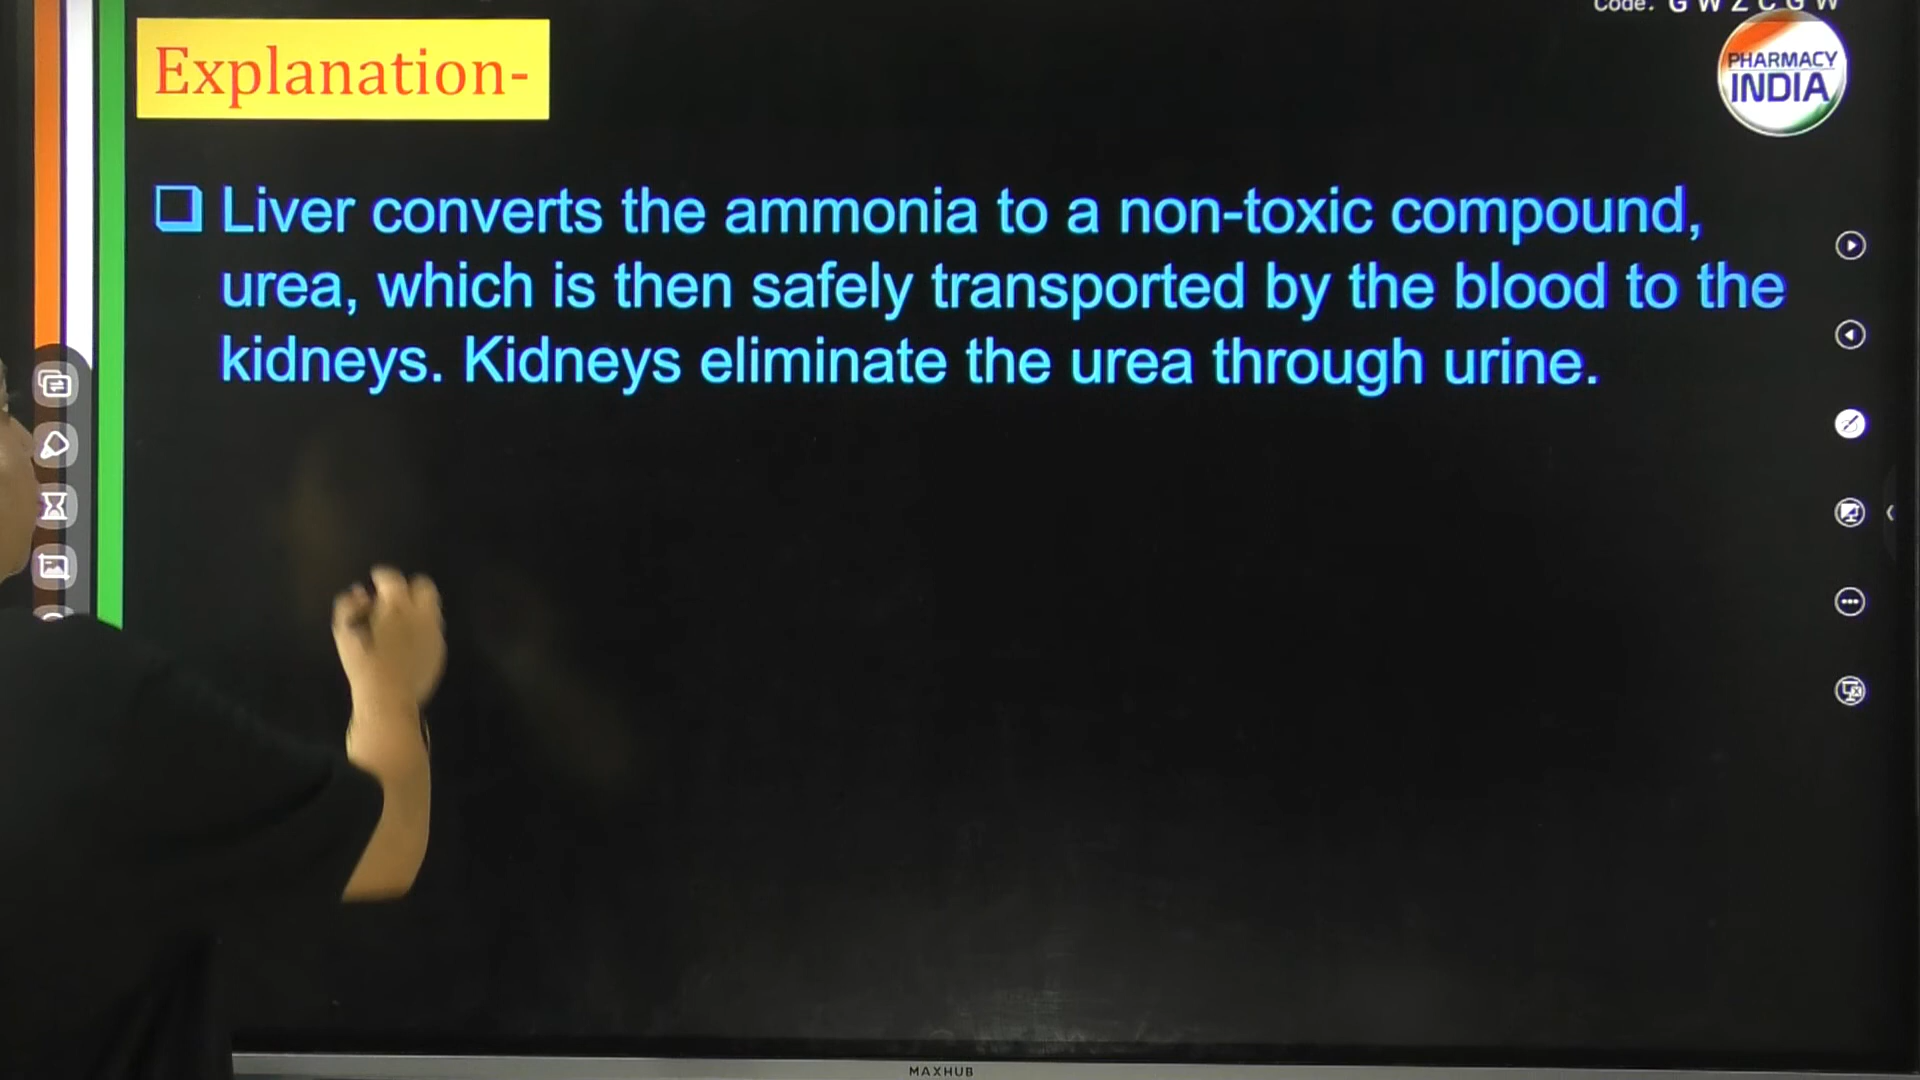 Code: G W Z C G W
Explanation-
PHARMACY
INDIA
❑ Liver converts the ammonia to a non-toxic compound,
urea, which is then safely transported by the blood to the
kidneys. Kidneys eliminate the urea through urine.
MAXHUB